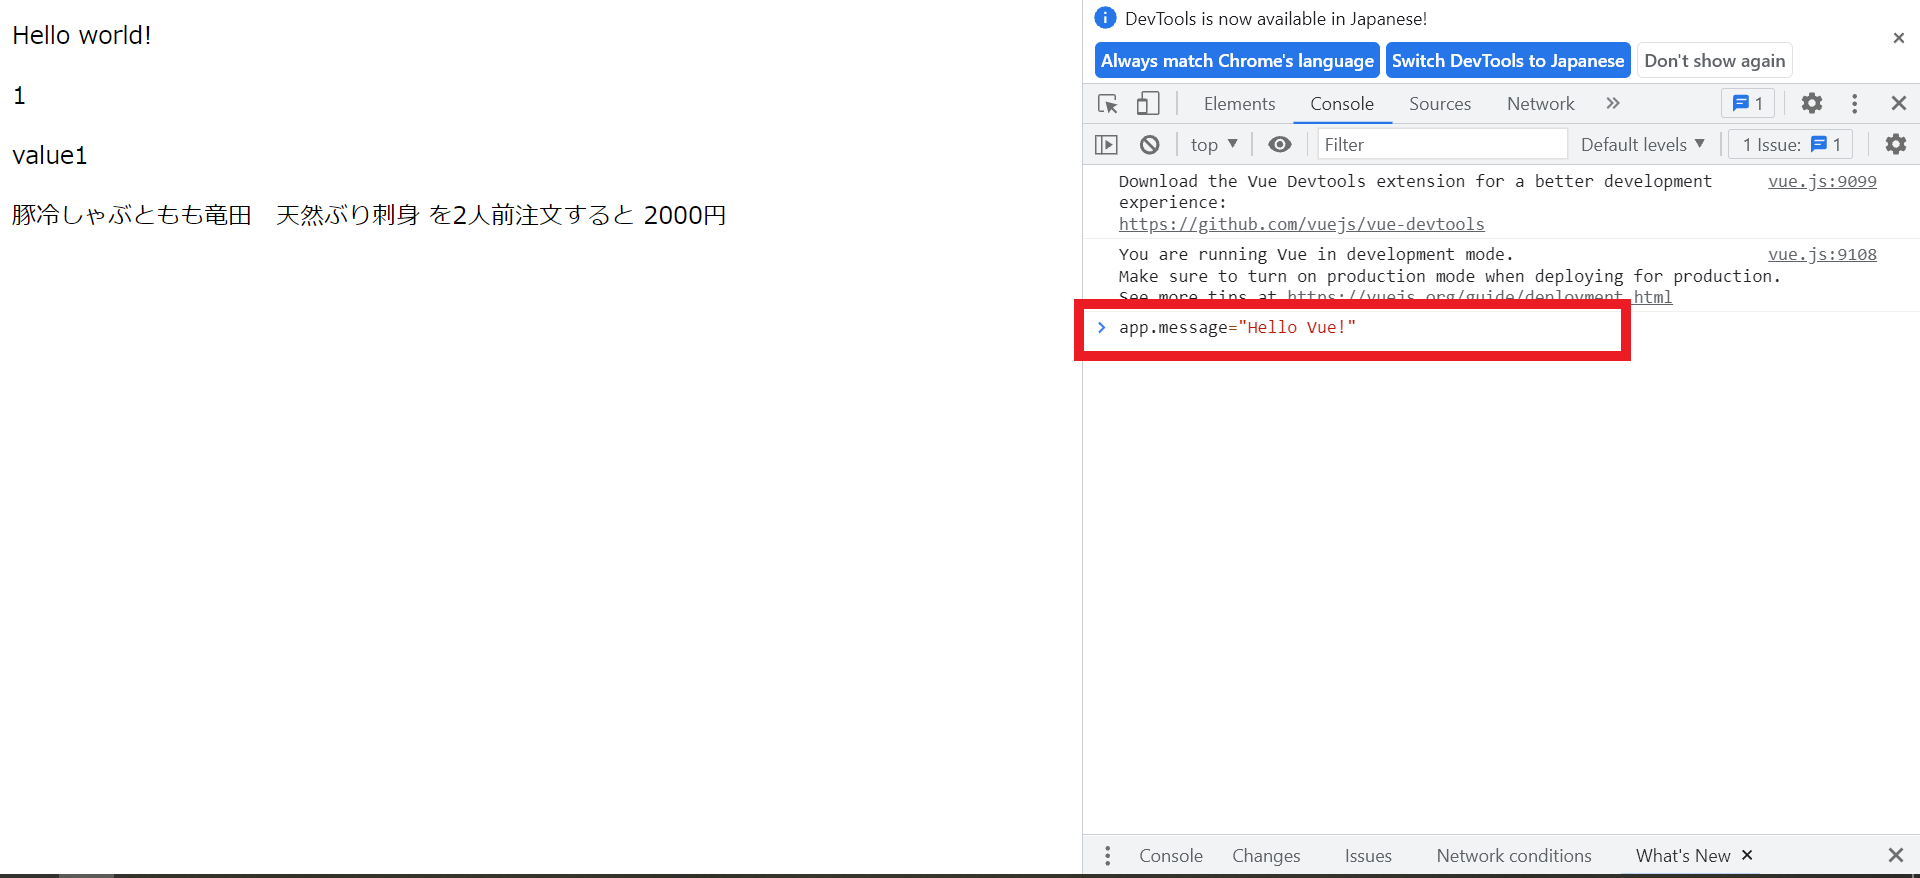 Hello world!
1
value1
豚冷しゃぶともも竜田　天然ぶり刺身 を2人前注文すると 2000円
DevTools is now available in Japanese!
Always match Chrome's language Switch DevTools to Japanese Don't show again
Elements Console Sources Network 1
top Filter Default levels 1 Issue: 1
Download the Vue Devtools extension for a better development vue.js:9099
experience:
https://github.com/vuejs/vue-devtools
You are running Vue in development mode. vue.js:9108
Make sure to turn on production mode when deploying for production.
See more tips at https://vuejs.org/guide/deployment.html
> app.message="Hello Vue!"
Console Changes Issues Network conditions What's New